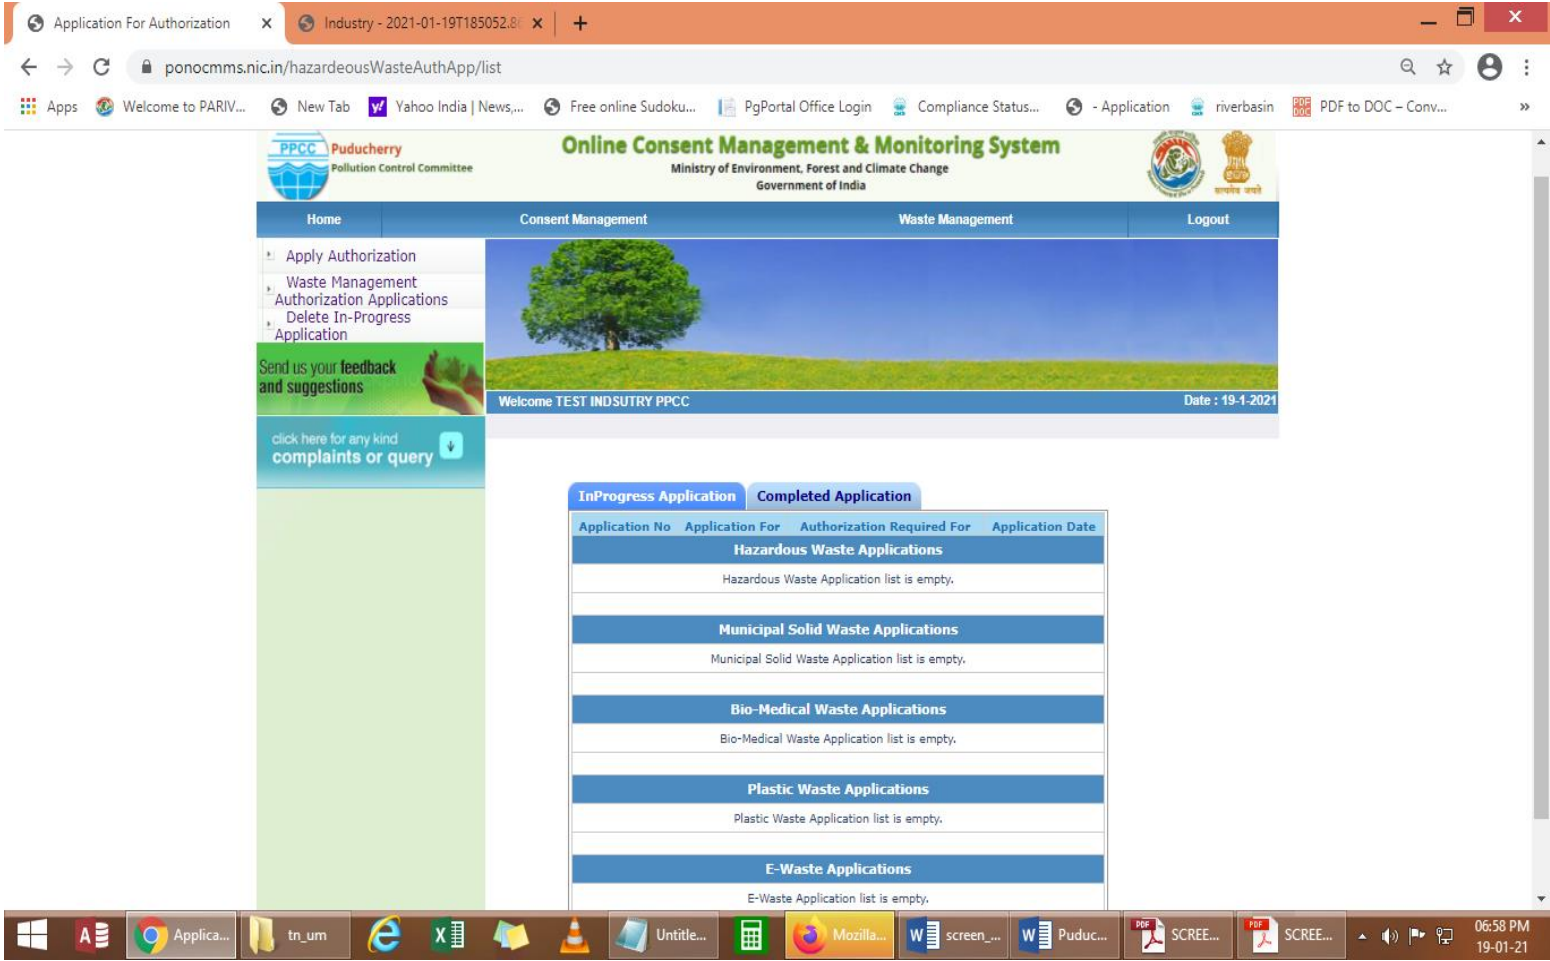 Application For Authorization
Industry - 2021-01-19T185052.8
ponocmms.nic.in/hazardeousWasteAuthApp/list
Apps Welcome to PARIV... New Tab Yahoo India | News,... Free online Sudoku... PgPortal Office Login Compliance Status... - Application riverbasin PDF to DOC – Conv... »
PPCC Puducherry
Pollution Control Committee
Online Consent Management & Monitoring System
Ministry of Environment, Forest and Climate Change
Government of India
सत्यमेव जयते
Home Consent Management Waste Management Logout
Apply Authorization
Waste Management
Authorization Applications
Delete In-Progress
Application
Send us your feedback
and suggestions
click here for any kind
complaints or query
Welcome TEST INDSUTRY PPCC Date : 19-1-2021
InProgress Application Completed Application
Application No Application For Authorization Required For Application Date
Hazardous Waste Applications
Hazardous Waste Application list is empty.
Municipal Solid Waste Applications
Municipal Solid Waste Application list is empty.
Bio-Medical Waste Applications
Bio-Medical Waste Application list is empty.
Plastic Waste Applications
Plastic Waste Application list is empty.
E-Waste Applications
E-Waste Application list is empty.
Applica... tn_um Untitle... Mozilla... screen_... Puduc... SCREE... SCREE... 06:58 PM
19-01-21